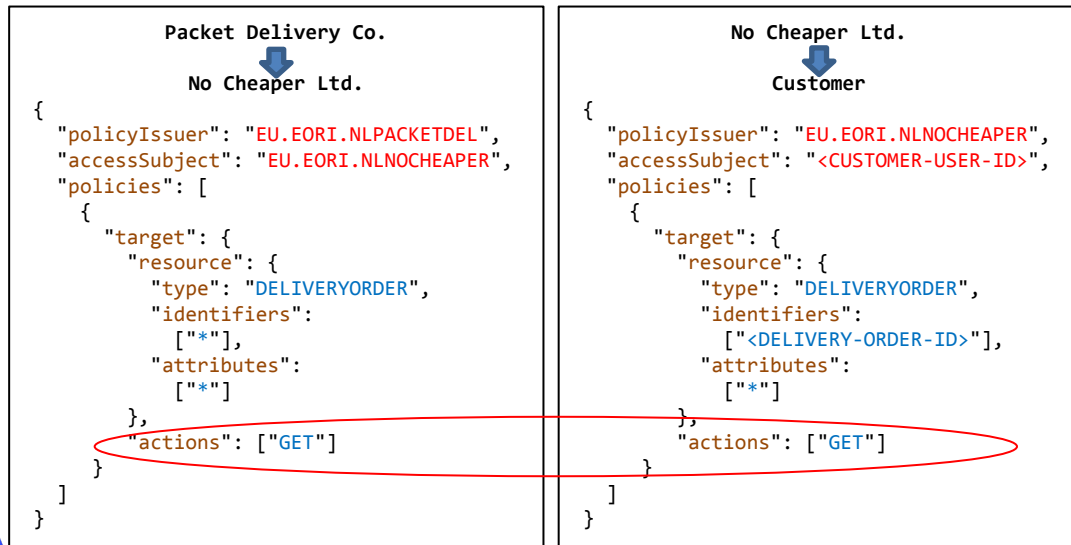 Packet Delivery Co.
No Cheaper Ltd.
{
  "policyIssuer": "EU.EORI.NLPACKETDEL",
  "accessSubject": "EU.EORI.NLNOCHEAPER",
  "policies": [
    {
      "target": {
        "resource": {
          "type": "DELIVERYORDER",
          "identifiers":
            ["*"],
          "attributes":
            ["*"]
        },
        "actions": ["GET"]
      }
  ]
}
No Cheaper Ltd.
Customer
{
  "policyIssuer": "EU.EORI.NLNOCHEAPER",
  "accessSubject": "<CUSTOMER-USER-ID>",
  "policies": [
    {
      "target": {
        "resource": {
          "type": "DELIVERYORDER",
          "identifiers":
            ["<DELIVERY-ORDER-ID>"],
          "attributes":
            ["*"]
        },
        "actions": ["GET"]
    }
  ]
}